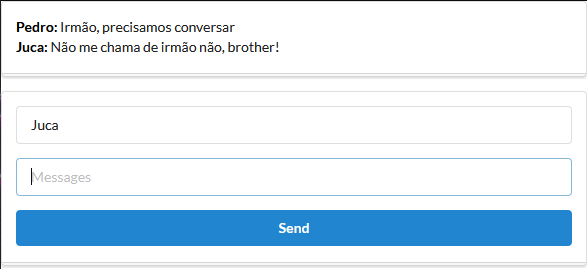 Pedro: Irmão, precisamos conversar
Juca: Não me chama de irmão não, brother!
Juca
Messages
Send